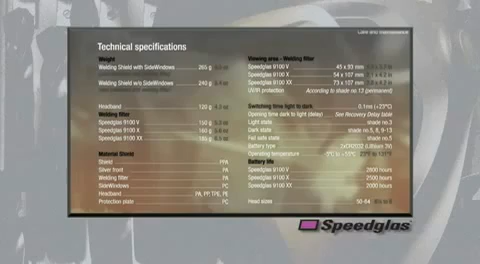 Technical specifications
Weight
Welding Shield with SideWindows 265 g
Welding Shield w/o SideWindows 240 g
Headband 120 g 4.2 oz
Welding filter
Speedglas 9100 V 150 g
Speedglas 9100 X 160 g
Speedglas 9100 XX 185 g
Material Shield
Shield PPA
Silver front PA
Welding filter PA
SideWindows PC
Headband PA, PP, TPE, PE
Protection plate PC
Viewing area - Welding filter
Speedglas 9100 V 45 x 93 mm
Speedglas 9100 X 54 x 107 mm
Speedglas 9100 XX 73 x 107 mm
UV/IR protection According to shade no.13 (permanent)
Switching time light to dark 0.1ms (+23°C)
Opening time dark to light (delay) See Recovery Delay table
Light state shade no.3
Dark state shade no.5, 8, 9-13
Fail safe state shade no.5
Battery type 2xCR2032 (Lithium 3V)
Operating temperature -5°C to +55°C
Battery life
Speedglas 9100 V 2800 hours
Speedglas 9100 X 2500 hours
Speedglas 9100 XX 2000 hours
Head sizes 50-64
Speedglas